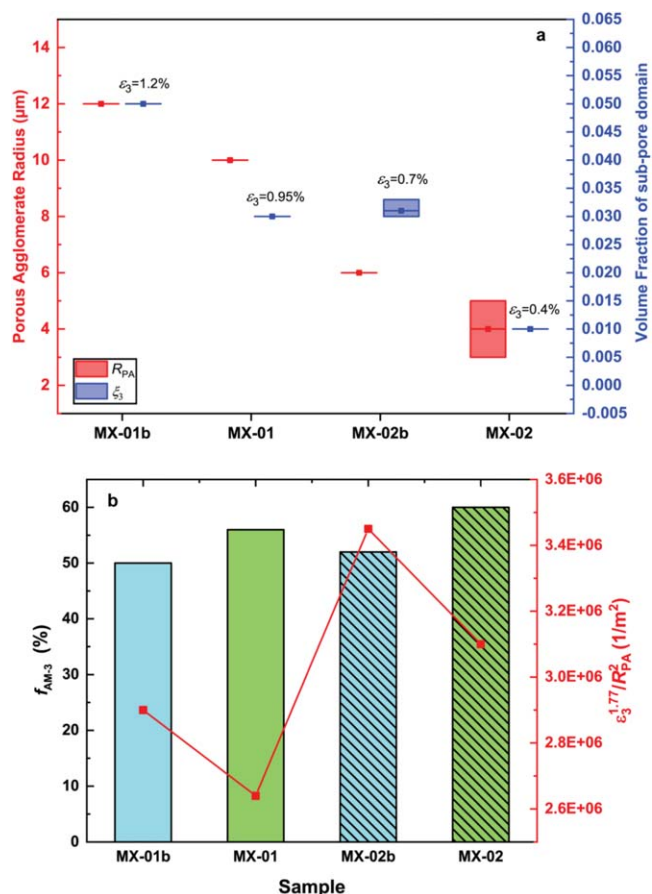 a
Porous Agglomerate Radius (μm)
14
12
10
8
6
4
2
Volume Fraction of sub-pore domain
0.065
0.060
0.055
0.050
0.045
0.040
0.035
0.030
0.025
0.020
0.015
0.010
0.005
0.000
-0.005
ε3=1.2%
ε3=0.95%
ε3=0.7%
ε3=0.4%
RPA
ξ3
MX-01b MX-01 MX-02b MX-02
b
fAM-3 (%)
60
50
40
30
20
10
0
3.6E+06
3.4E+06
3.2E+06
3.0E+06
2.8E+06
2.6E+06
ε3^1.77/R²PA (1/m²)
MX-01b MX-01 MX-02b MX-02
Sample